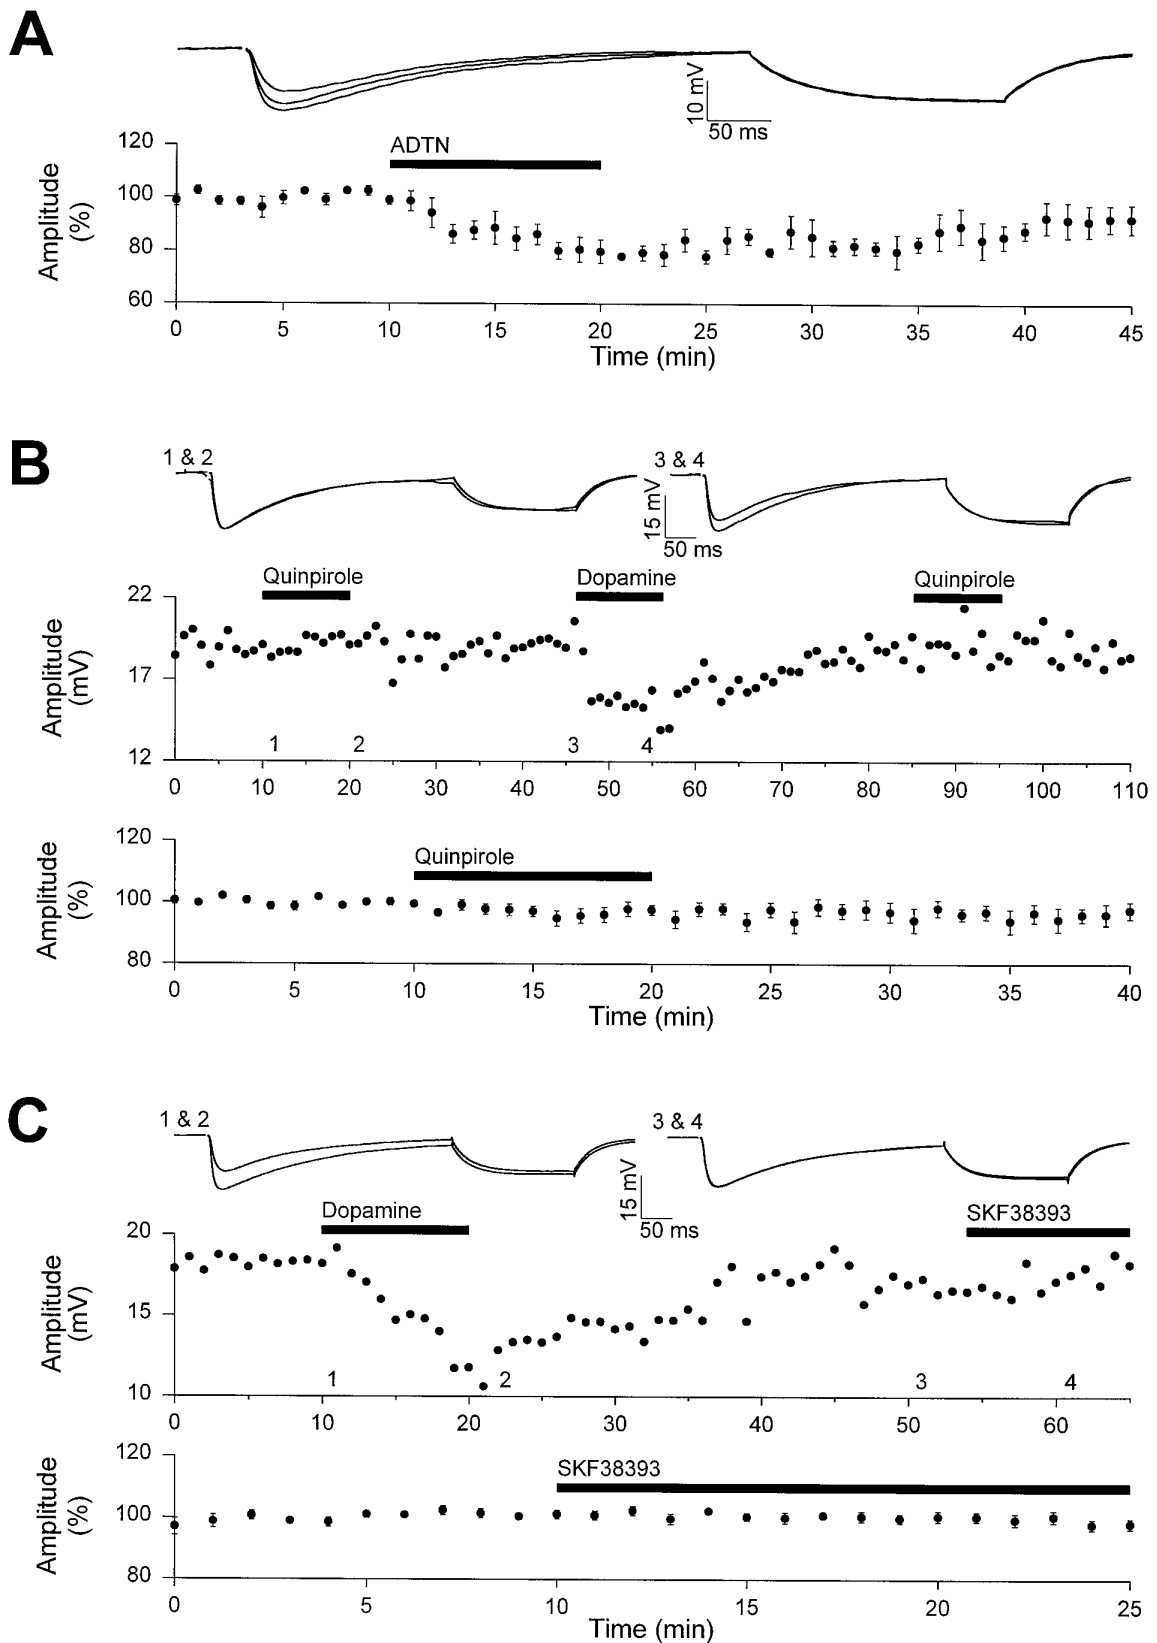 A
10 mV
50 ms
120
100
80
60
Amplitude
(%)
ADTN
0 5 10 15 20 25 30 35 40 45
Time (min)
B
1 & 2
3 & 4
15 mV
50 ms
Quinpirole
Dopamine
Quinpirole
22
17
12
Amplitude
(mV)
1 2 3 4
0 10 20 30 40 50 60 70 80 90 100 110
120
100
80
Amplitude
(%)
Quinpirole
0 5 10 15 20 25 30 35 40
Time (min)
C
1 & 2
3 & 4
15 mV
50 ms
Dopamine
SKF38393
20
15
10
Amplitude
(mV)
1 2 3 4
0 10 20 30 40 50 60
120
100
80
Amplitude
(%)
SKF38393
0 5 10 15 20 25
Time (min)